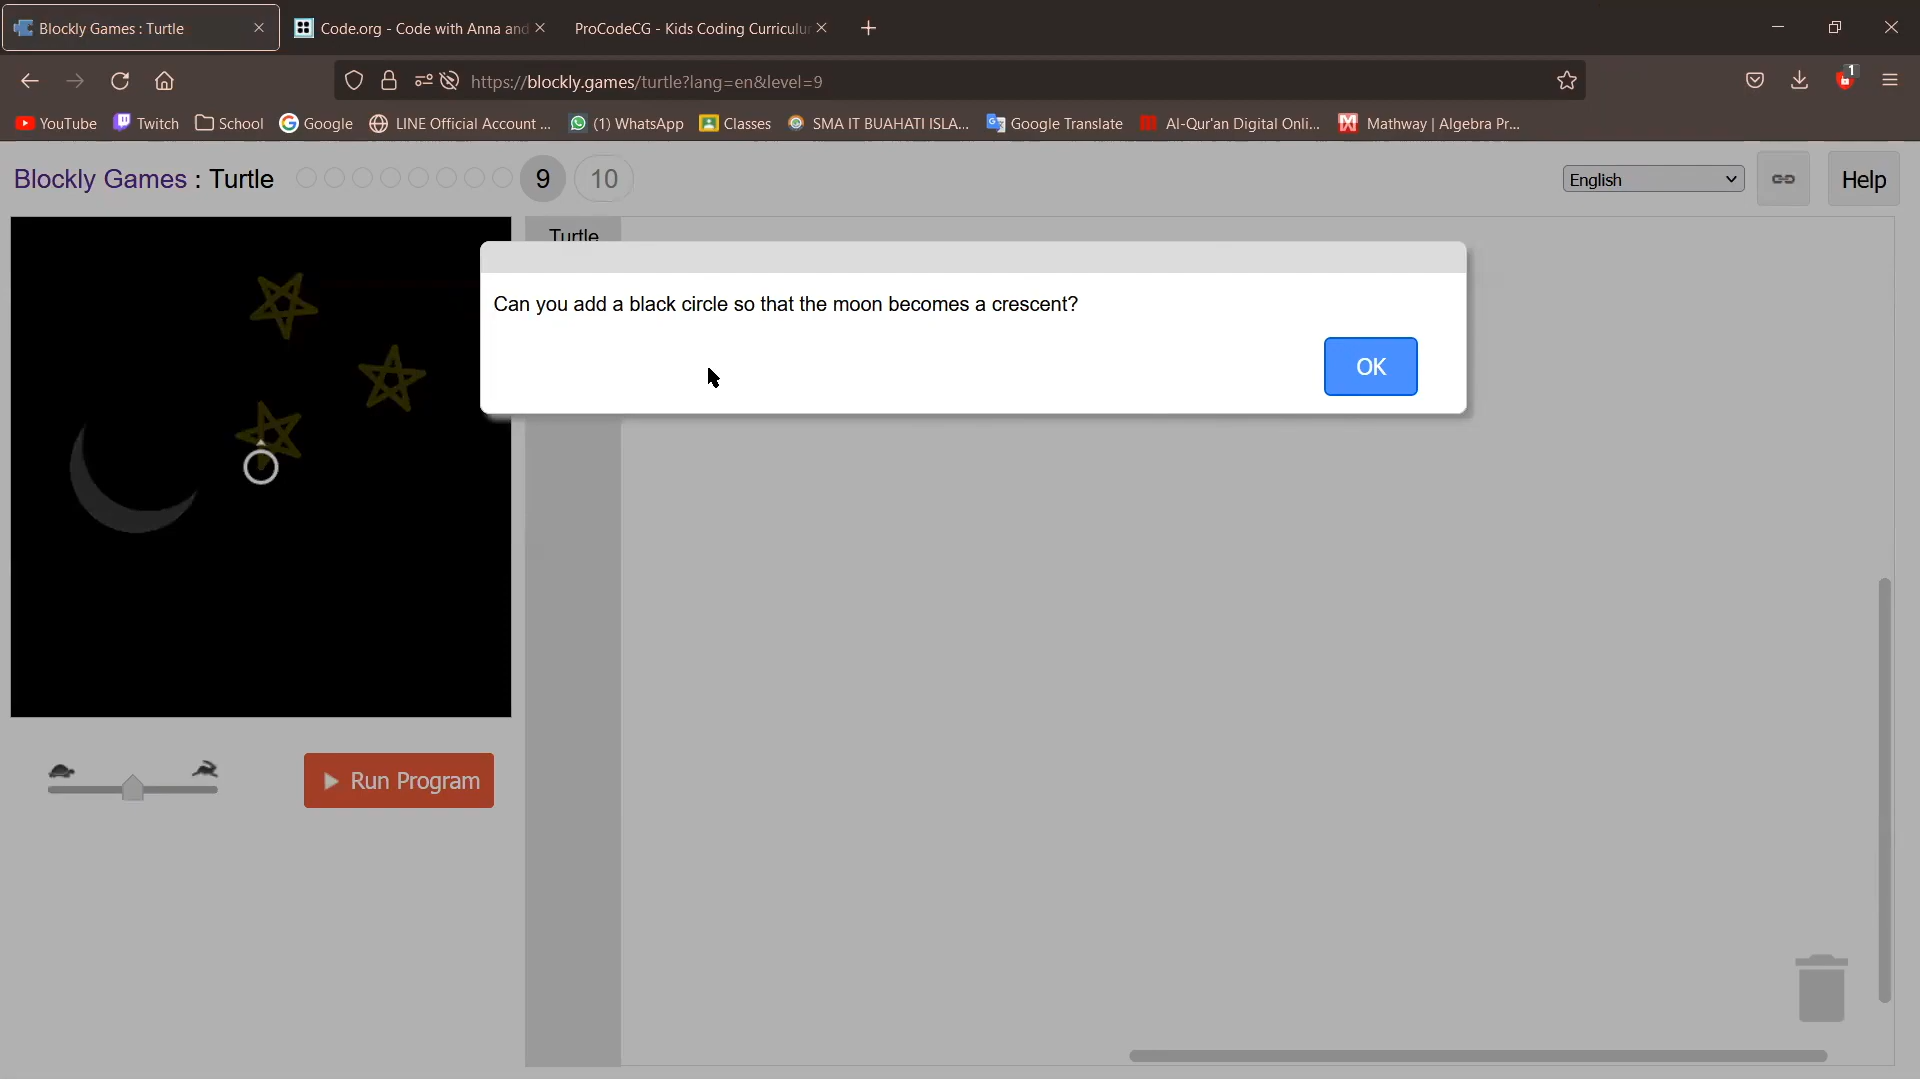 Blockly Games : Turtle
Code.org - Code with Anna and
ProCodeCG - Kids Coding Curriculu
https://blockly.games/turtle?lang=en&level=9
1
YouTube
Twitch
School
Google
LINE Official Account ...
(1) WhatsApp
Classes
SMA IT BUAHATI ISLA...
Google Translate
Al-Qur'an Digital Onli...
Mathway | Algebra Pr...
Blockly Games : Turtle
9
10
English
Help
Turtle
Can you add a black circle so that the moon becomes a crescent?
OK
Run Program